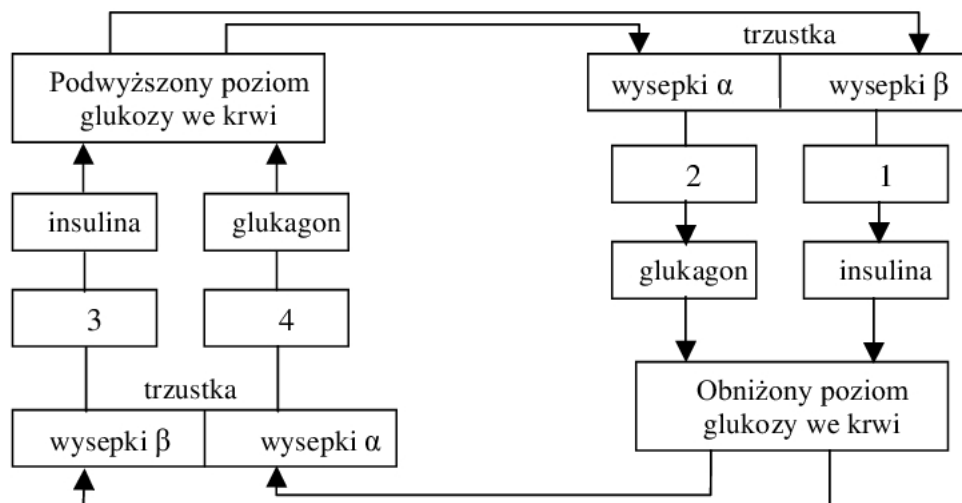 trzustka
Podwyższony poziom
glukozy we krwi
wysepki α
wysepki β
2
1
insulina
glukagon
glukagon
insulina
3
4
trzustka
Obniżony poziom
glukozy we krwi
wysepki β
wysepki α